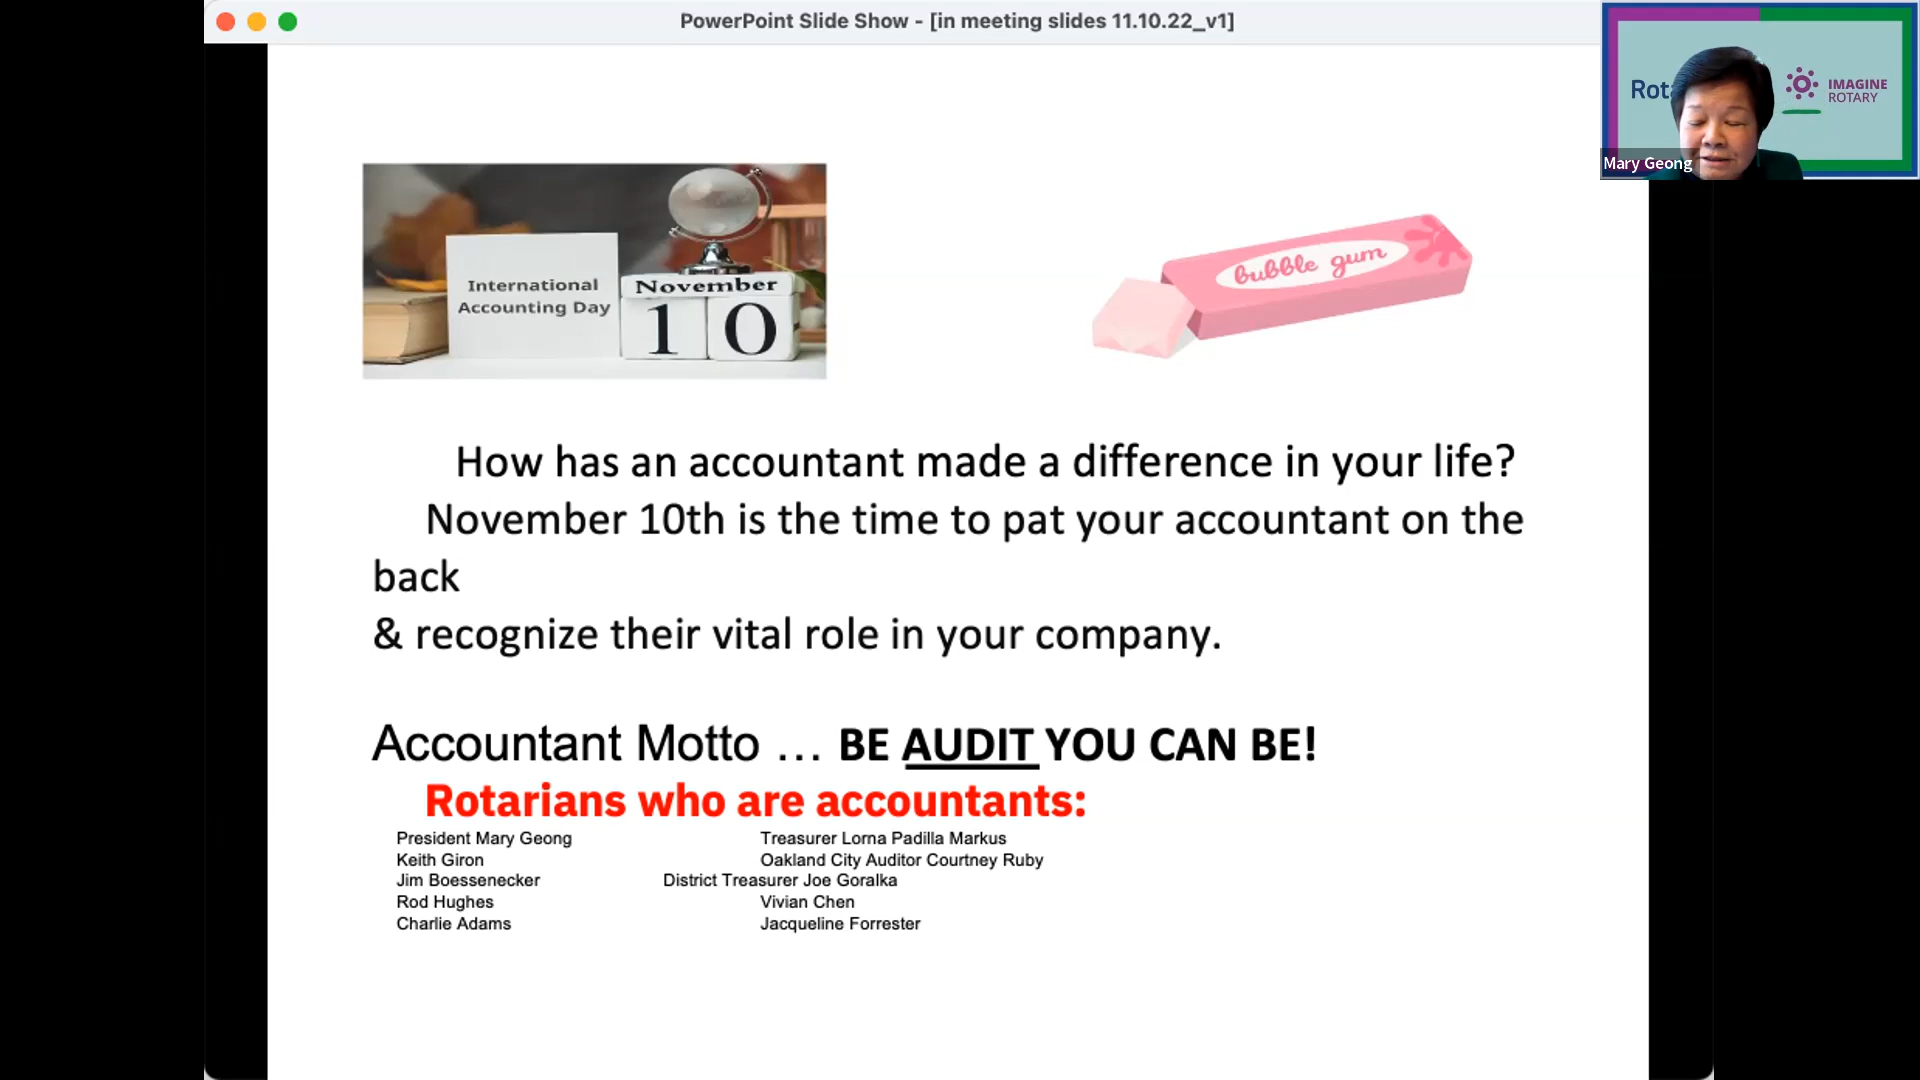 PowerPoint Slide Show - [in meeting slides 11.10.22_v1]
Rota
IMAGINE
ROTARY
Mary Geong
International
Accounting Day
November
10
bubble gum
How has an accountant made a difference in your life?
November 10th is the time to pat your accountant on the
back
& recognize their vital role in your company.
Accountant Motto … BE AUDIT YOU CAN BE!
Rotarians who are accountants:
President Mary Geong Treasurer Lorna Padilla Markus
Keith Giron Oakland City Auditor Courtney Ruby
Jim Boessenecker District Treasurer Joe Goralka
Rod Hughes Vivian Chen
Charlie Adams Jacqueline Forrester